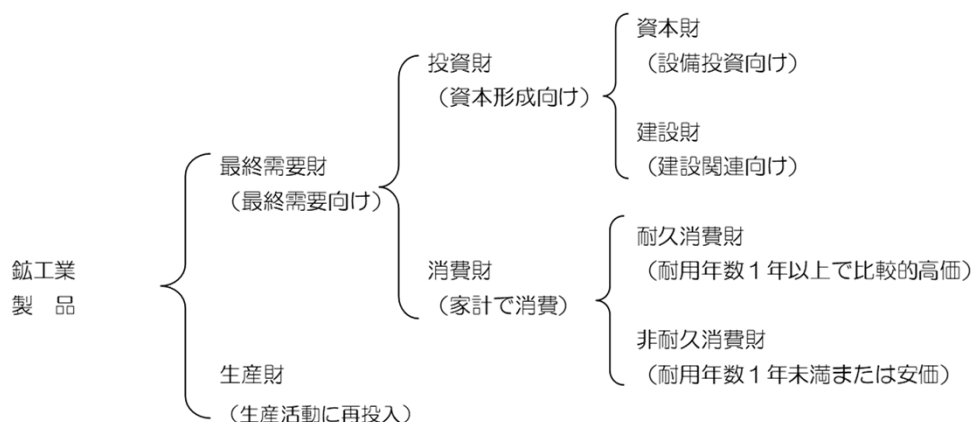 鉱工業
製　品
最終需要財
（最終需要向け）
生産財
（生産活動に再投入）
投資財
（資本形成向け）
消費財
（家計で消費）
資本財
（設備投資向け）
建設財
（建設関連向け）
耐久消費財
（耐用年数１年以上で比較的高価）
非耐久消費財
（耐用年数１年未満または安価）